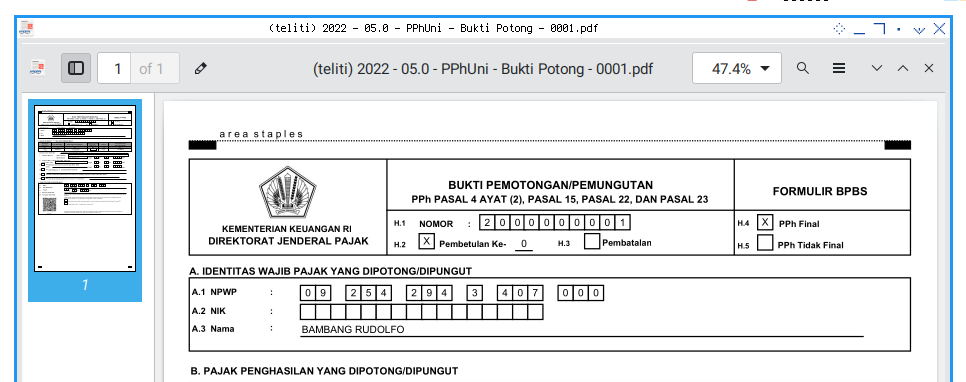 (teliti) 2022 - 05.0 - PPhUni - Bukti Potong - 0001.pdf
1 of 1 (teliti) 2022 - 05.0 - PPhUni - Bukti Potong - 0001.pdf 47.4%
1
area staples
KEMENTERIAN KEUANGAN RI
DIREKTORAT JENDERAL PAJAK
BUKTI PEMOTONGAN/PEMUNGUTAN
PPh PASAL 4 AYAT (2), PASAL 15, PASAL 22, DAN PASAL 23
FORMULIR BPBS
H.1 NOMOR : 2 0 0 0 0 0 0 0 0 1
H.2 X Pembetulan Ke- 0 H.3 Pembatalan
H.4 X PPh Final
H.5 PPh Tidak Final
A. IDENTITAS WAJIB PAJAK YANG DIPOTONG/DIPUNGUT
A.1 NPWP : 0 9 2 5 4 2 9 4 3 4 0 7 0 0 0
A.2 NIK :
A.3 Nama : BAMBANG RUDOLFO
B. PAJAK PENGHASILAN YANG DIPOTONG/DIPUNGUT